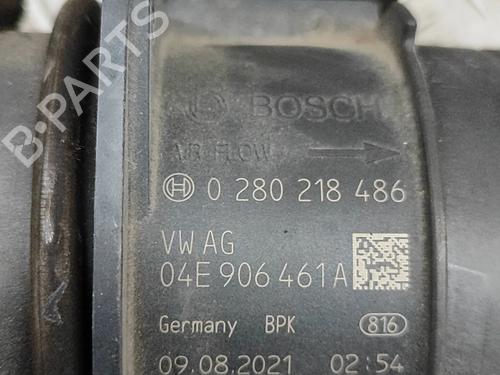 BOSCH
AIR FLOW
0 280 218 486
VW AG
04E 906 461A
Germany BPK 816
09.08.2021 02:54
B-PARTS